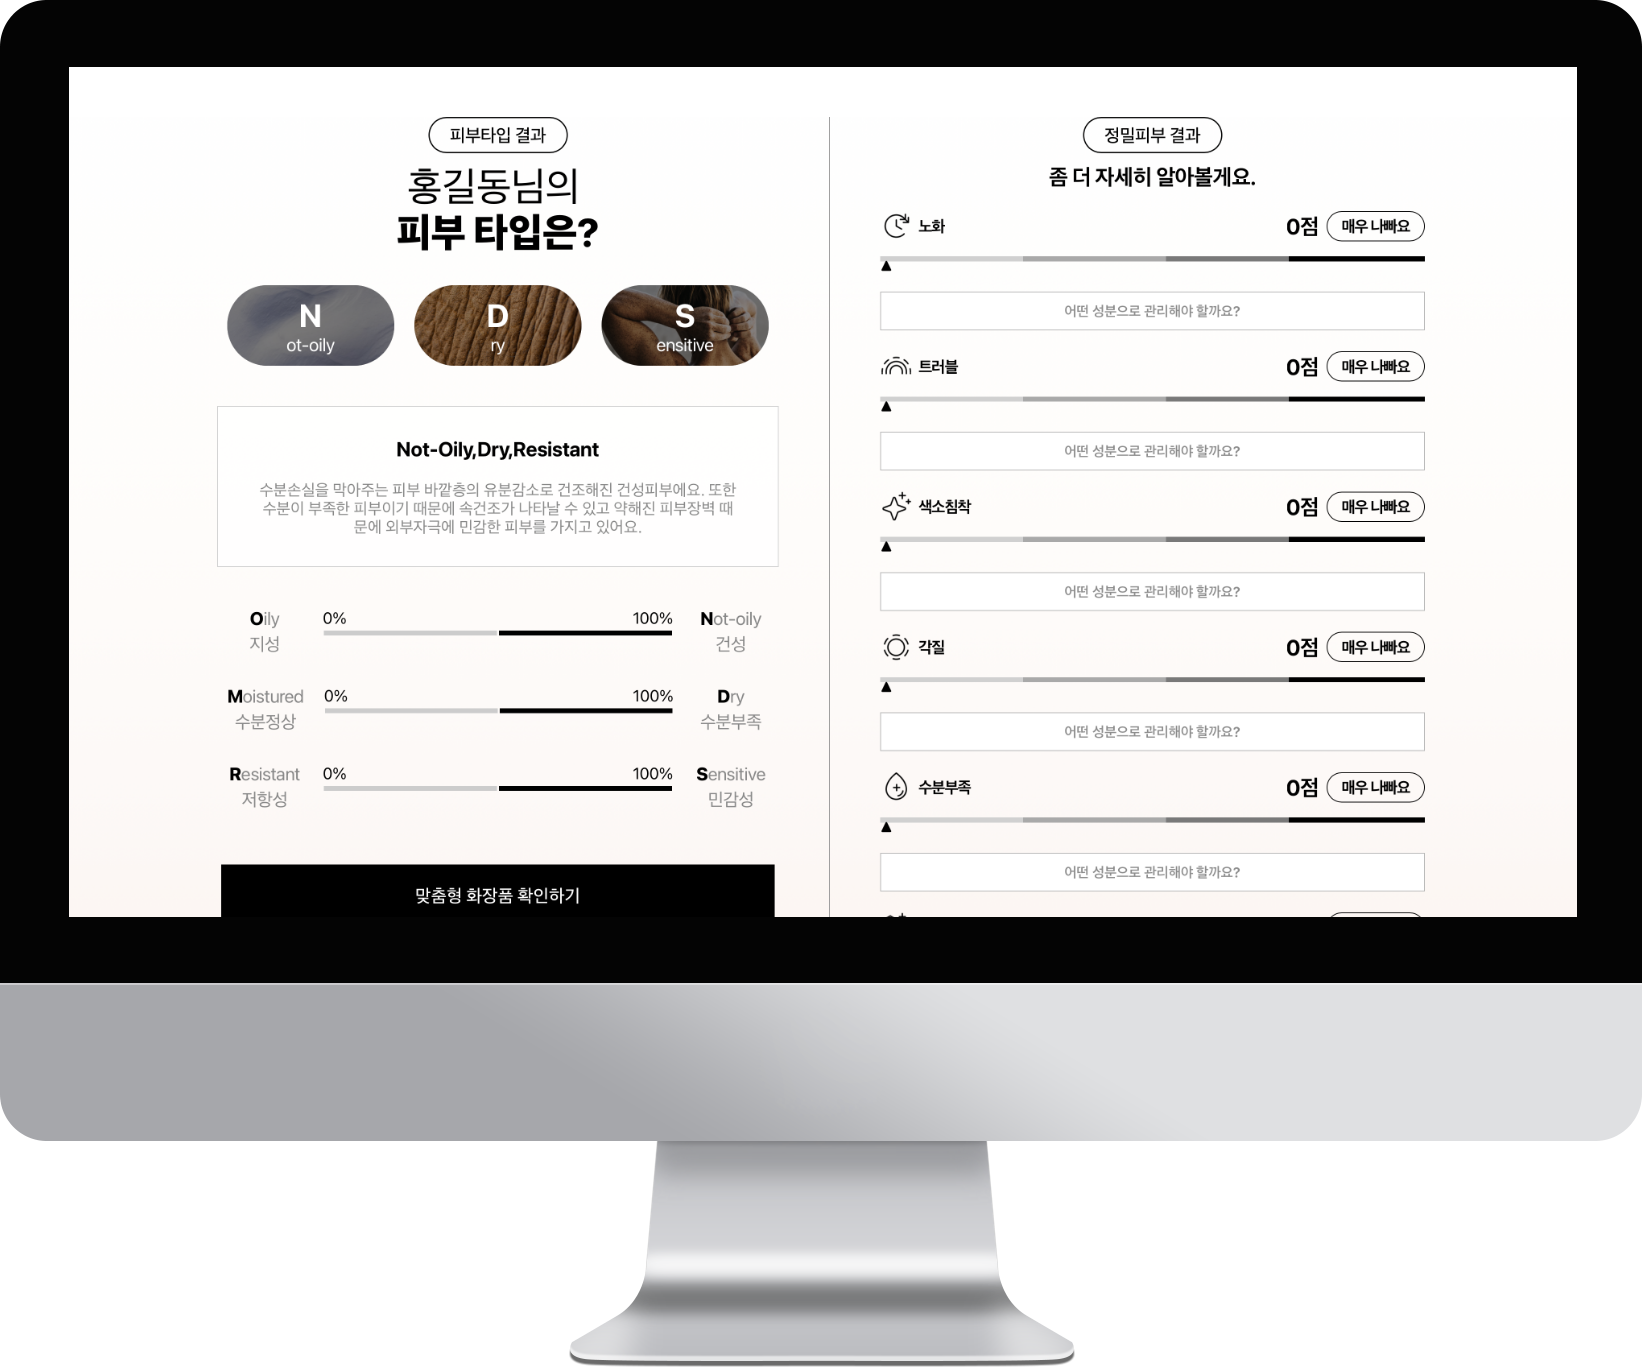 피부타입 결과
홍길동님의
피부 타입은?
N
ot-oily
D
ry
S
ensitive
Not-Oily,Dry,Resistant
수분손실을 막아주는 피부 바깥층의 유분감소로 건조해진 건성피부에요. 또한
수분이 부족한 피부이기 때문에 속건조가 나타날 수 있고 약해진 피부장벽 때
문에 외부자극에 민감한 피부를 가지고 있어요.
Oily 0% 100% Not-oily
지성 건성
Moistured 0% 100% Dry
수분정상 수분부족
Resistant 0% 100% Sensitive
저항성 민감성
맞춤형 화장품 확인하기
정밀피부 결과
좀 더 자세히 알아볼게요.
노화 0점 매우 나빠요
어떤 성분으로 관리해야 할까요?
트러블 0점 매우 나빠요
어떤 성분으로 관리해야 할까요?
색소침착 0점 매우 나빠요
어떤 성분으로 관리해야 할까요?
각질 0점 매우 나빠요
어떤 성분으로 관리해야 할까요?
수분부족 0점 매우 나빠요
어떤 성분으로 관리해야 할까요?